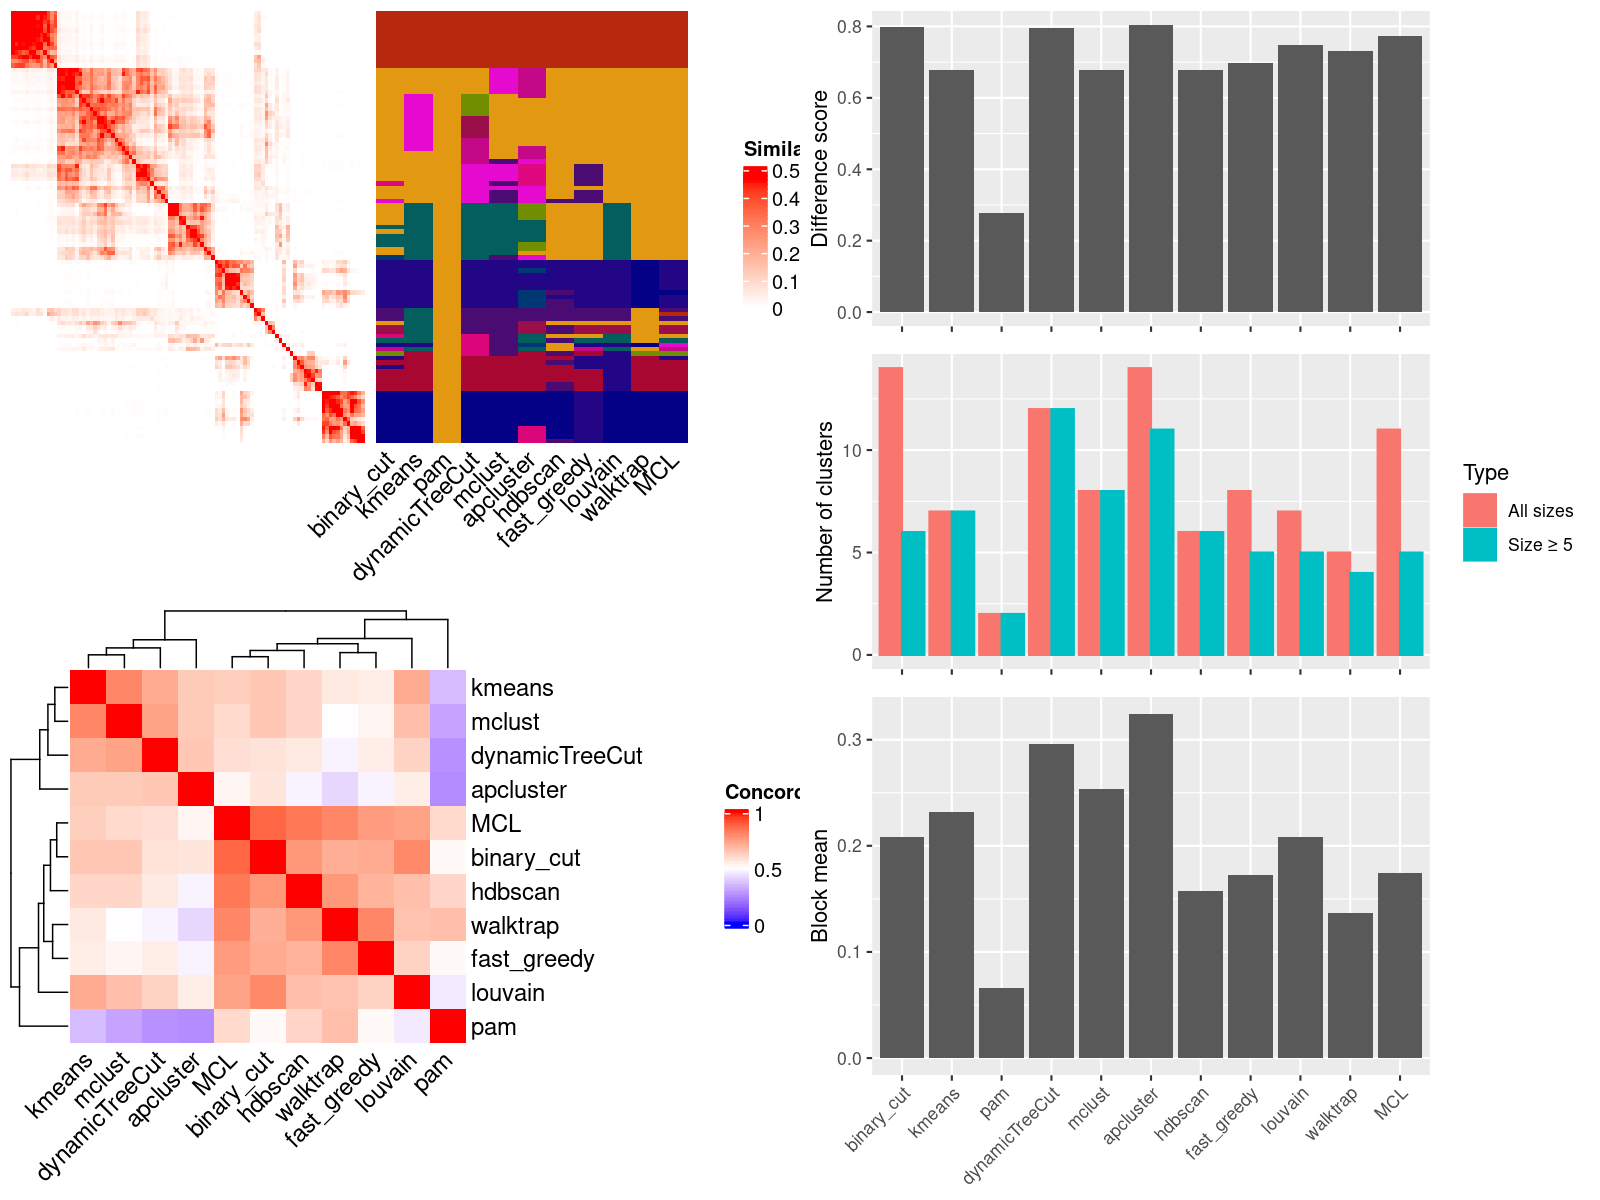 Simila
0.5
0.4
0.3
0.2
0.1
0
binary_cut
kmeans
pam
dynamicTreeCut
mclust
apcluster
hdbscan
fast_greedy
louvain
walktrap
MCL
kmeans
mclust
dynamicTreeCut
apcluster
MCL
binary_cut
hdbscan
walktrap
fast_greedy
louvain
pam
kmeans
mclust
dynamicTreeCut
apcluster
MCL
binary_cut
hdbscan
walktrap
fast_greedy
louvain
pam
Concord
1
0.5
0
Difference score
0.8
0.6
0.4
0.2
0.0
Number of clusters
10
5
0
Type
All sizes
Size ≥ 5
Block mean
0.3
0.2
0.1
0.0
binary_cut
kmeans
pam
dynamicTreeCut
mclust
apcluster
hdbscan
fast_greedy
louvain
walktrap
MCL